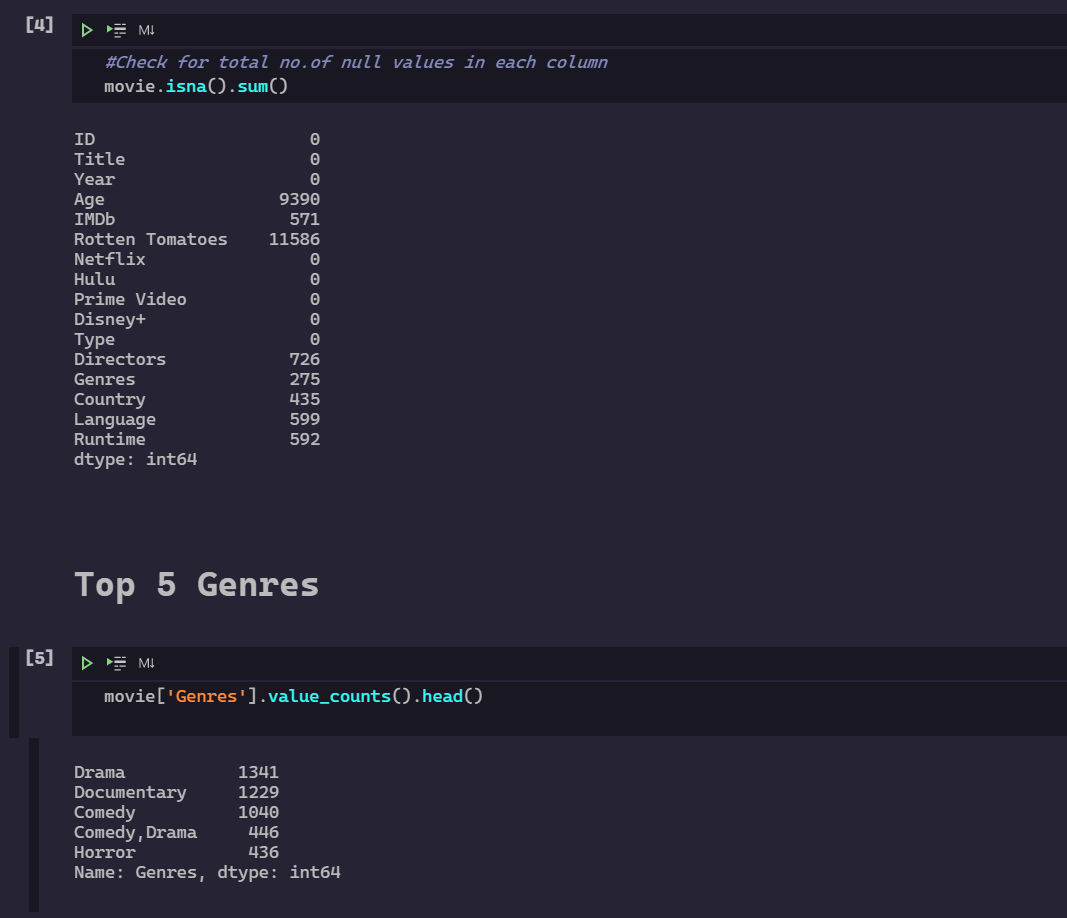 [4]
M↓
#Check for total no.of null values in each column
movie.isna().sum()
ID 0
Title 0
Year 0
Age 9390
IMDb 571
Rotten Tomatoes 11586
Netflix 0
Hulu 0
Prime Video 0
Disney+ 0
Type 0
Directors 726
Genres 275
Country 435
Language 599
Runtime 592
dtype: int64
Top 5 Genres
[5]
M↓
movie['Genres'].value_counts().head()
Drama 1341
Documentary 1229
Comedy 1040
Comedy,Drama 446
Horror 436
Name: Genres, dtype: int64